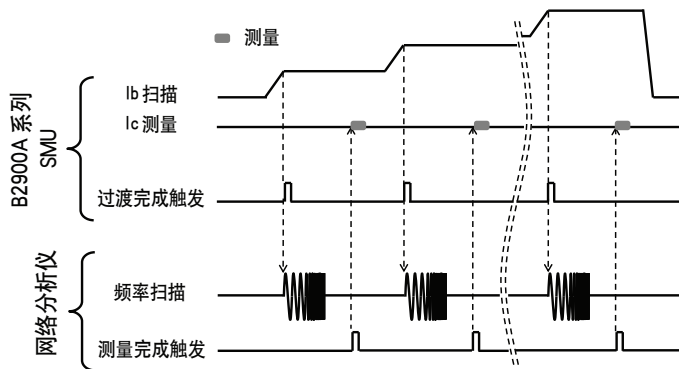 测量
Ib 扫描
Ic 测量
过渡完成触发
B2900A 系列
SMU
频率扫描
测量完成触发
网络分析仪